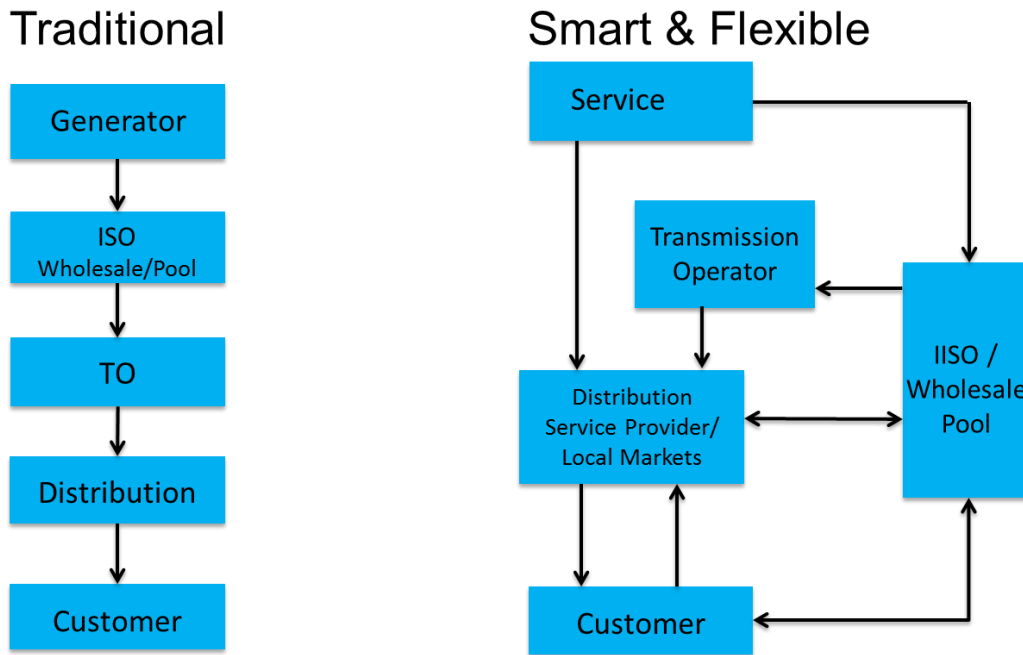 Traditional
Generator
ISO
Wholesale/Pool
TO
Distribution
Customer
Smart & Flexible
Service
Transmission
Operator
IISO /
Wholesale
Pool
Distribution
Service Provider/
Local Markets
Customer